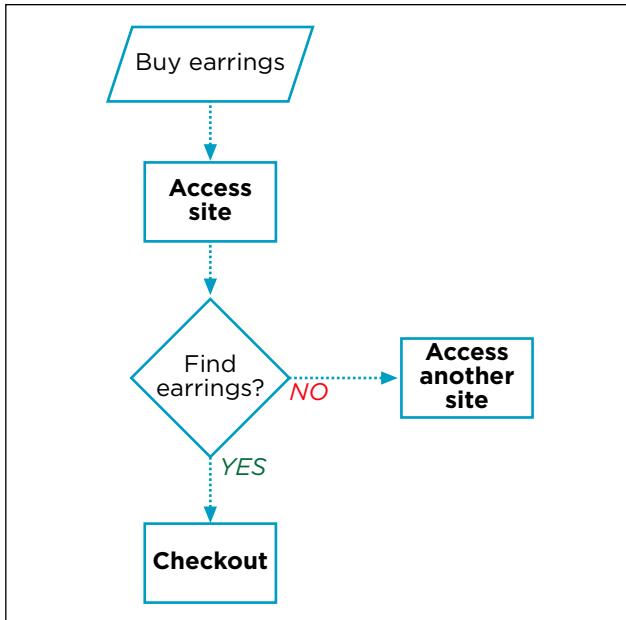 Buy earrings
Access
site
Find
earrings?
NO
Access
another
site
YES
Checkout